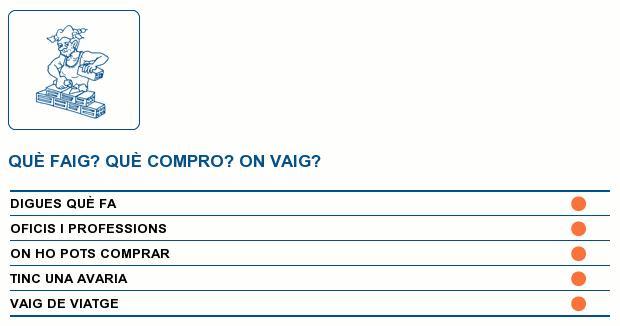 QUÈ FAIG? QUÈ COMPRO? ON VAIG?
DIGUES QUÈ FA
OFICIS I PROFESSIONS
ON HO POTS COMPRAR
TINC UNA AVARIA
VAIG DE VIATGE